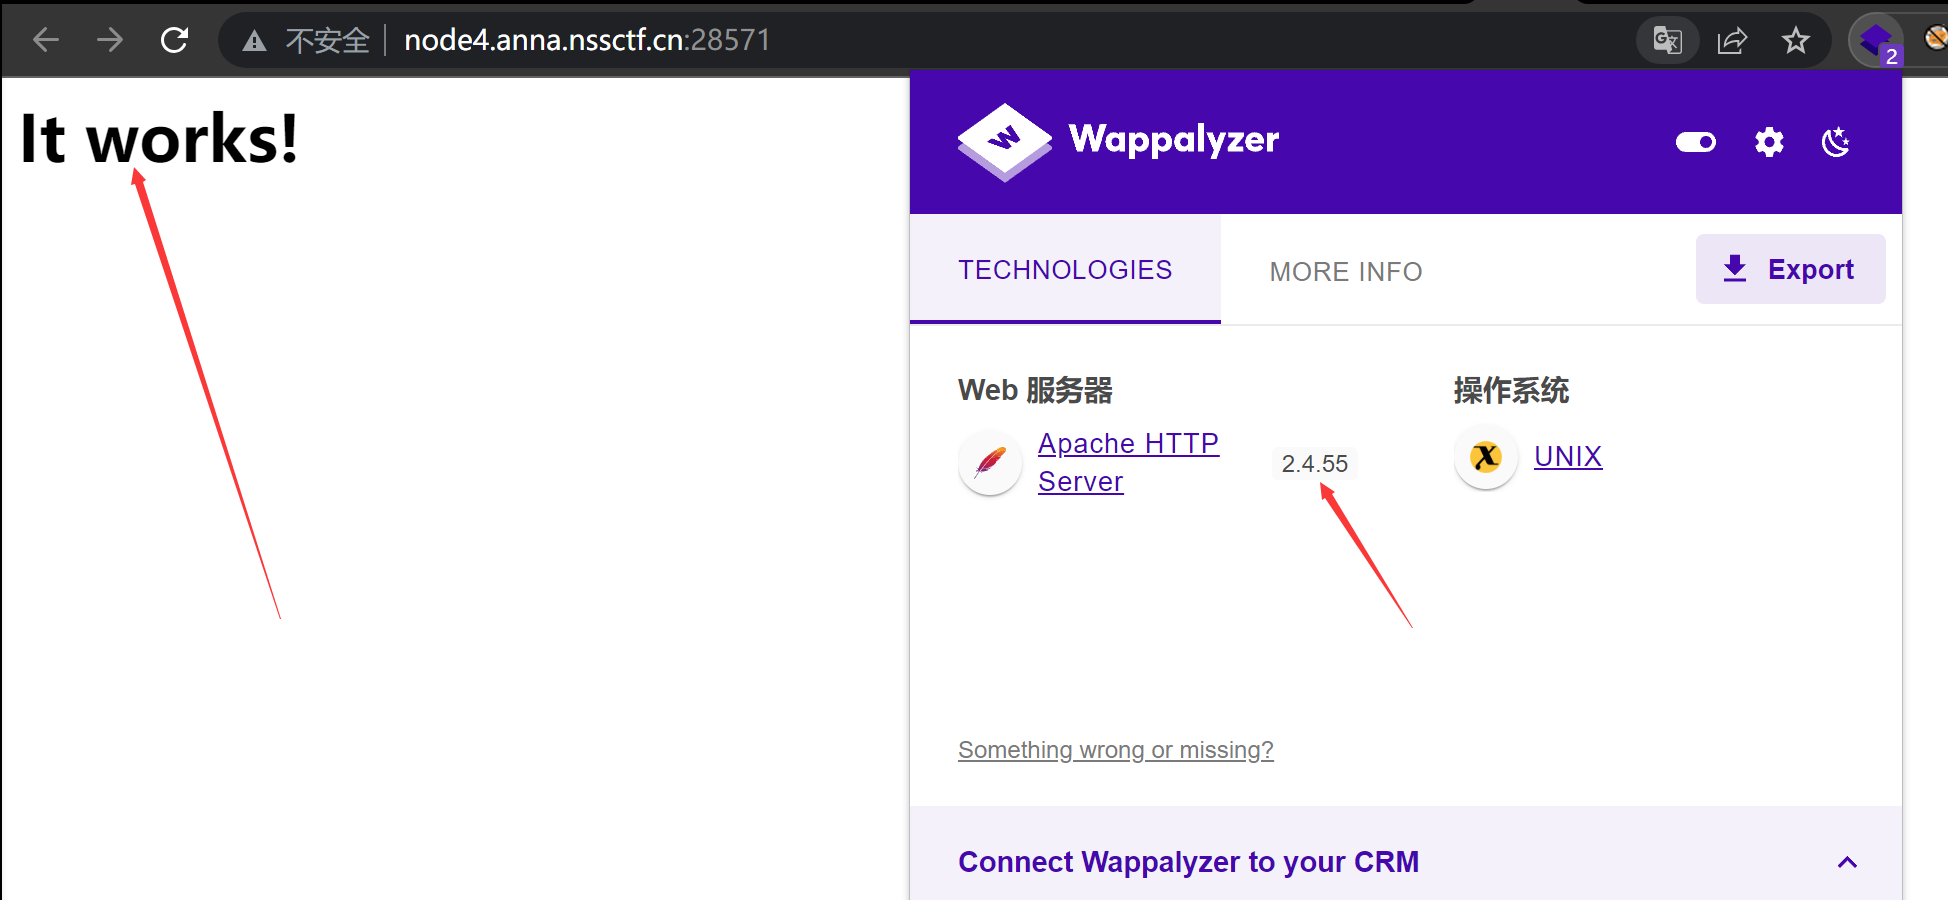 不安全 node4.anna.nssctf.cn:28571
2
It works!
Wappalyzer
TECHNOLOGIES
MORE INFO
Export
Web 服务器
操作系统
Apache HTTP
Server
2.4.55
UNIX
Something wrong or missing?
Connect Wappalyzer to your CRM